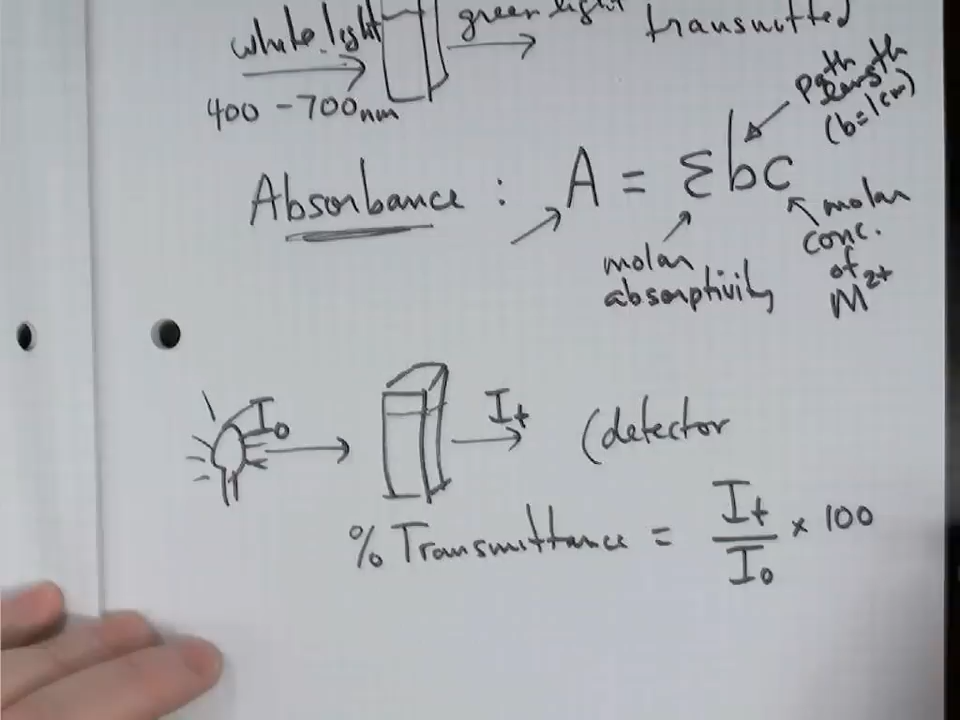 white light
green light
transmitted
400 - 700nm
Path length (b=1cm)
Absorbance : A = Σbc
molar absorptivity
molar conc. of M²⁺
I₀
Iₜ
(detector
% Transmittance = Iₜ/I₀ × 100